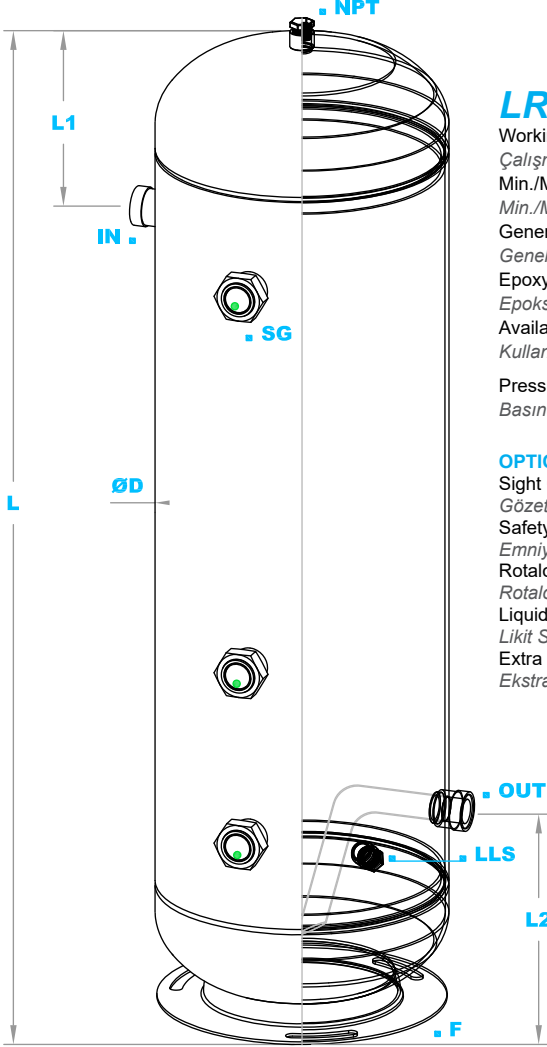 NPT
L1
IN
SG
ØD
L
OUT
LLS
L2
F
LR
Worki
Çalışı
Min./M
Min./M
Gener
Genel
Epoxy
Epoks
Availa
Kullar
Press
Basın
OPTIO
Sight
Gözet
Safety
Emniy
Rotalo
Rotalo
Liquid
Likit S
Extra
Ekstra